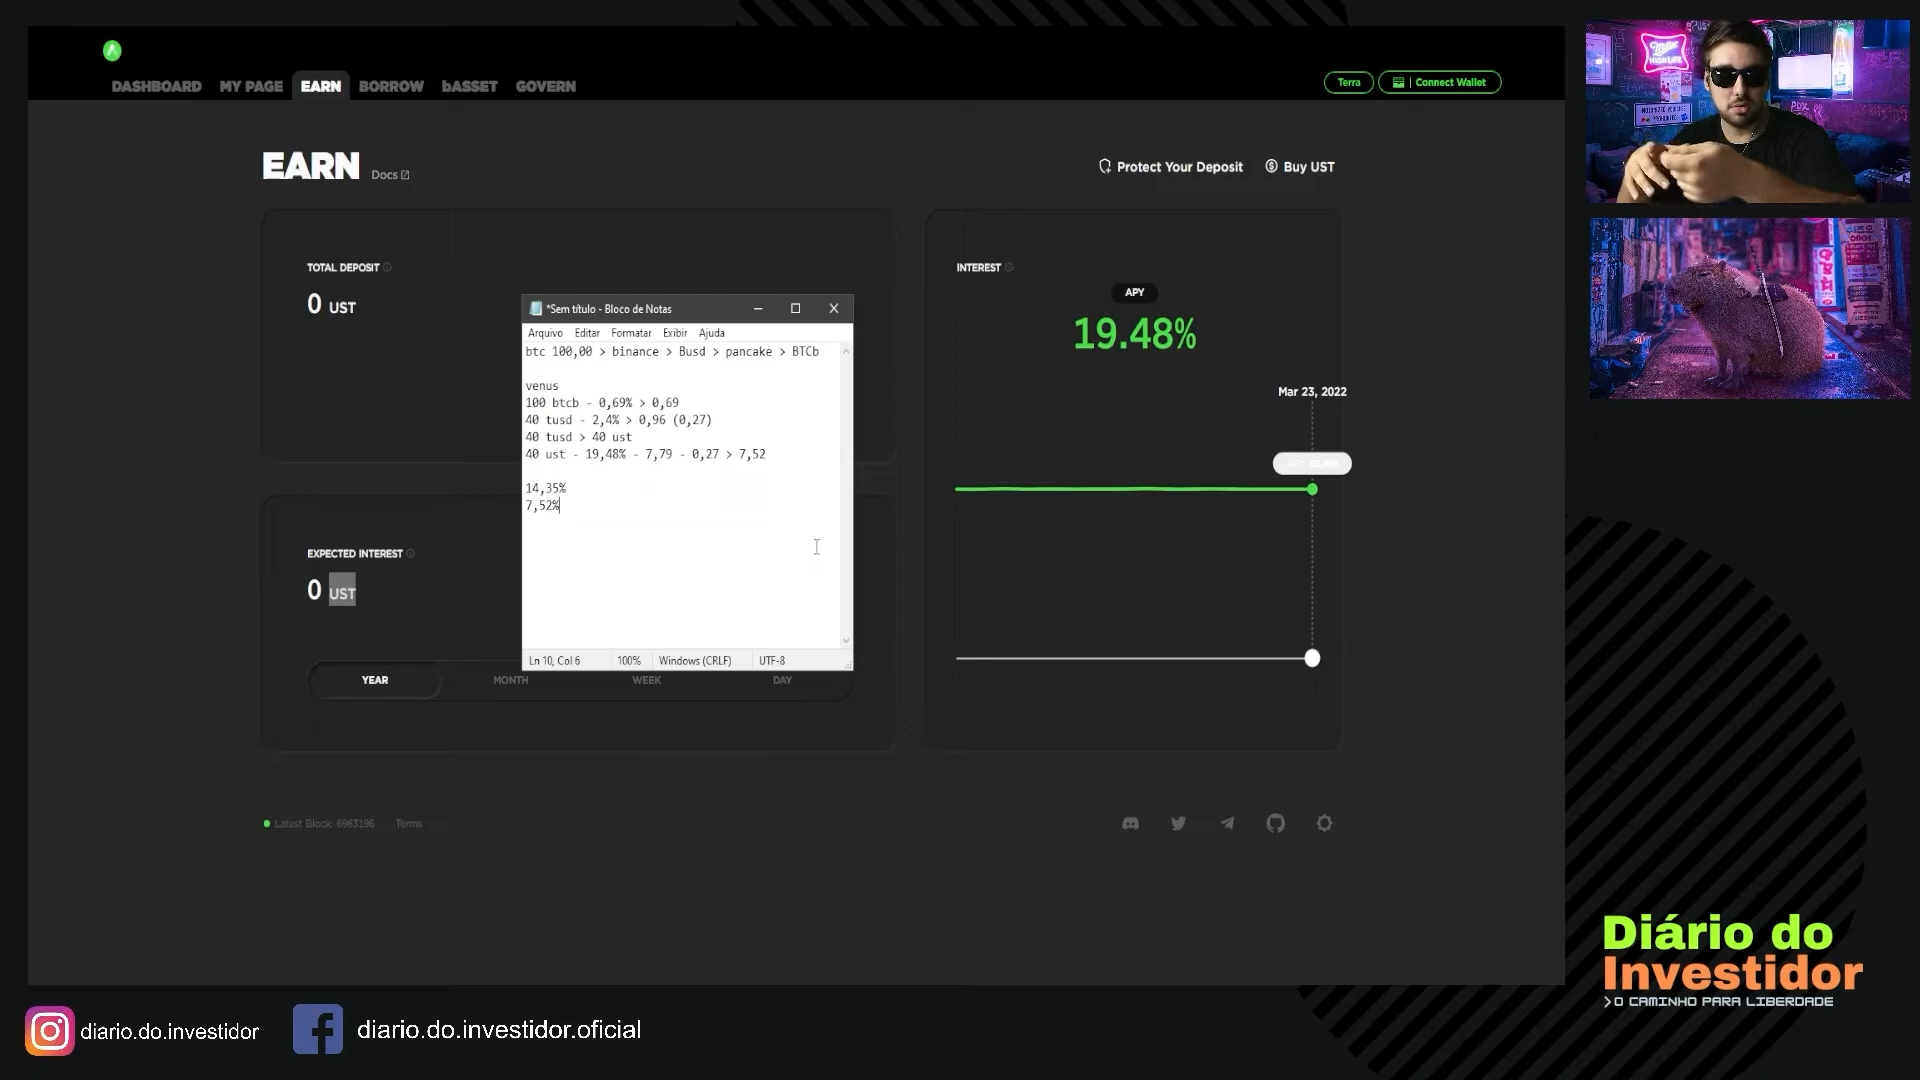 DASHBOARD MY PAGE EARN BORROW bASSET GOVERN
Terra
Connect Wallet
EARN Docs
Protect Your Deposit Buy UST
TOTAL DEPOSIT
0 UST
INTEREST
APY
19.48%
Mar 23, 2022
*Sem título - Bloco de Notas
Arquivo Editar Formatar Exibir Ajuda
btc 100,00 > binance > Busd > pancake > BTCb
venus
100 btcb - 0,69% > 0,69
40 tusd - 2,4% > 0,96 (0,27)
40 tusd > 40 ust
40 ust - 19,48% - 7,79 - 0,27 > 7,52
14,35%
7,52%
Ln 10, Col 6 100% Windows (CRLF) UTF-8
EXPECTED INTEREST
0 UST
YEAR MONTH WEEK DAY
Latest Block: 6963196 Terms
Miller
HIGH LIFE
Diário do
Investidor
>O CAMINHO PARA LIBERDADE
diario.do.investidor
diario.do.investidor.oficial